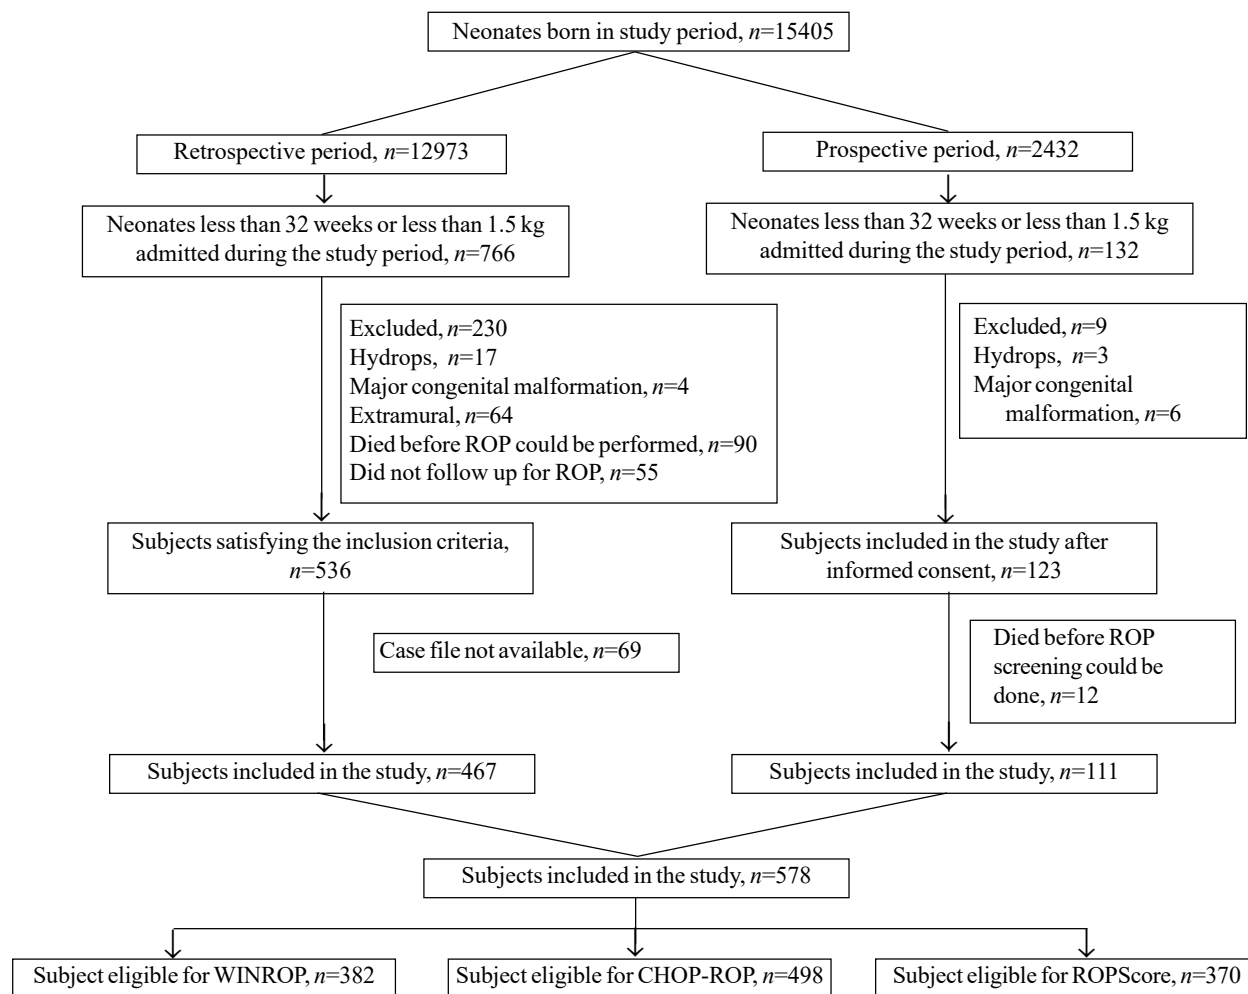 Neonates born in study period, n=15405
Retrospective period, n=12973
Prospective period, n=2432
Neonates less than 32 weeks or less than 1.5 kg
admitted during the study period, n=766
Neonates less than 32 weeks or less than 1.5 kg
admitted during the study period, n=132
Excluded, n=230
Hydrops, n=17
Major congenital malformation, n=4
Extramural, n=64
Died before ROP could be performed, n=90
Did not follow up for ROP, n=55
Excluded, n=9
Hydrops, n=3
Major congenital
malformation, n=6
Subjects satisfying the inclusion criteria,
n=536
Subjects included in the study after
informed consent, n=123
Case file not available, n=69
Died before ROP
screening could be
done, n=12
Subjects included in the study, n=467
Subjects included in the study, n=111
Subjects included in the study, n=578
Subject eligible for WINROP, n=382
Subject eligible for CHOP-ROP, n=498
Subject eligible for ROPScore, n=370